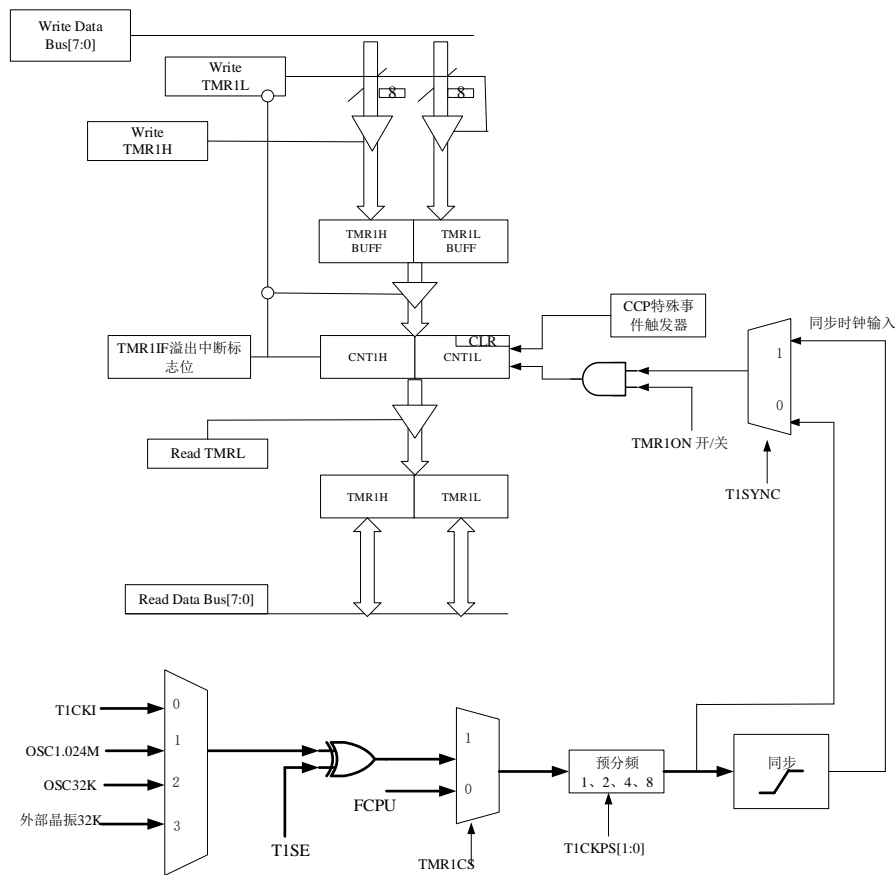 Write Data
Bus[7:0]
Write
TMR1L
8
8
Write
TMR1H
TMR1H
BUFF
TMR1L
BUFF
CCP特殊事
件触发器
同步时钟输入
TMR1IF溢出中断标
志位
CNT1H
CLR
CNT1L
1
0
TMR1ON 开/关
Read TMRL
T1SYNC
TMR1H
TMR1L
Read Data Bus[7:0]
T1CKI
0
OSC1.024M
1
OSC32K
2
外部晶振32K
3
T1SE
1
FCPU
0
TMR1CS
预分频
1、2、4、8
T1CKPS[1:0]
同步